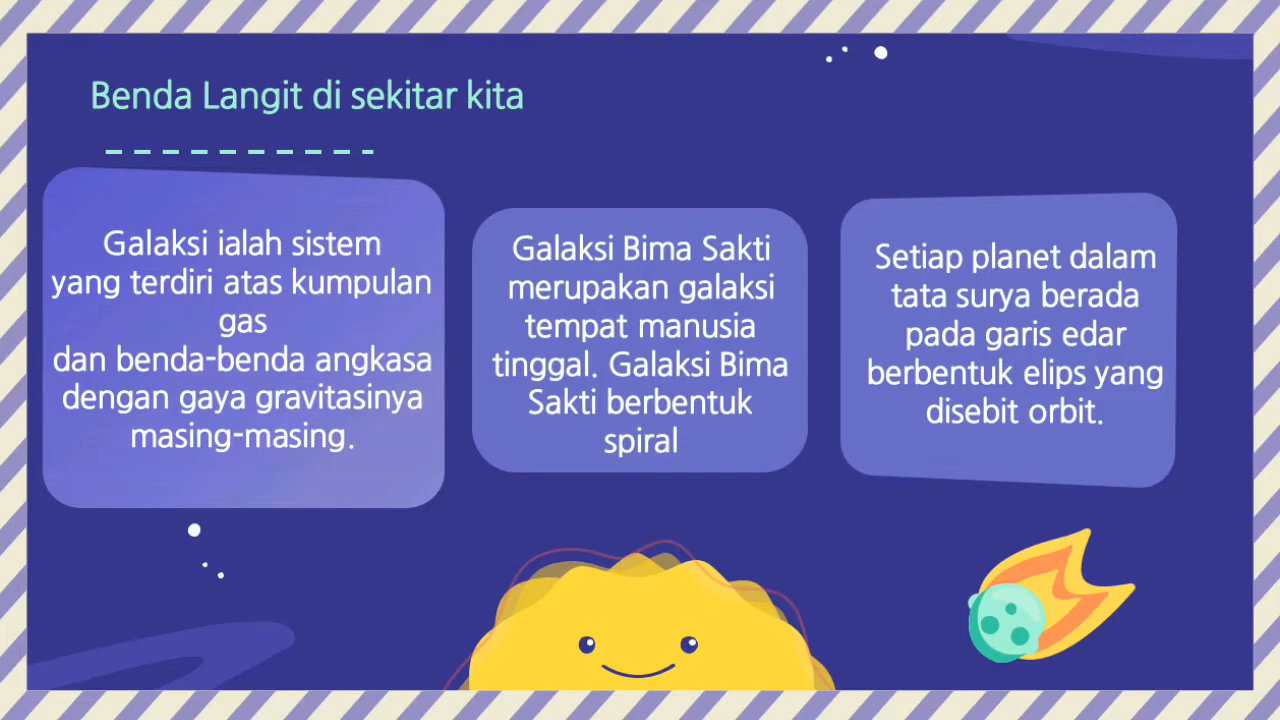 Benda Langit di sekitar kita
Galaksi ialah sistem
yang terdiri atas kumpulan
gas
dan benda-benda angkasa
dengan gaya gravitasinya
masing-masing.
Galaksi Bima Sakti
merupakan galaksi
tempat manusia
tinggal. Galaksi Bima
Sakti berbentuk
spiral
Setiap planet dalam
tata surya berada
pada garis edar
berbentuk elips yang
disebit orbit.